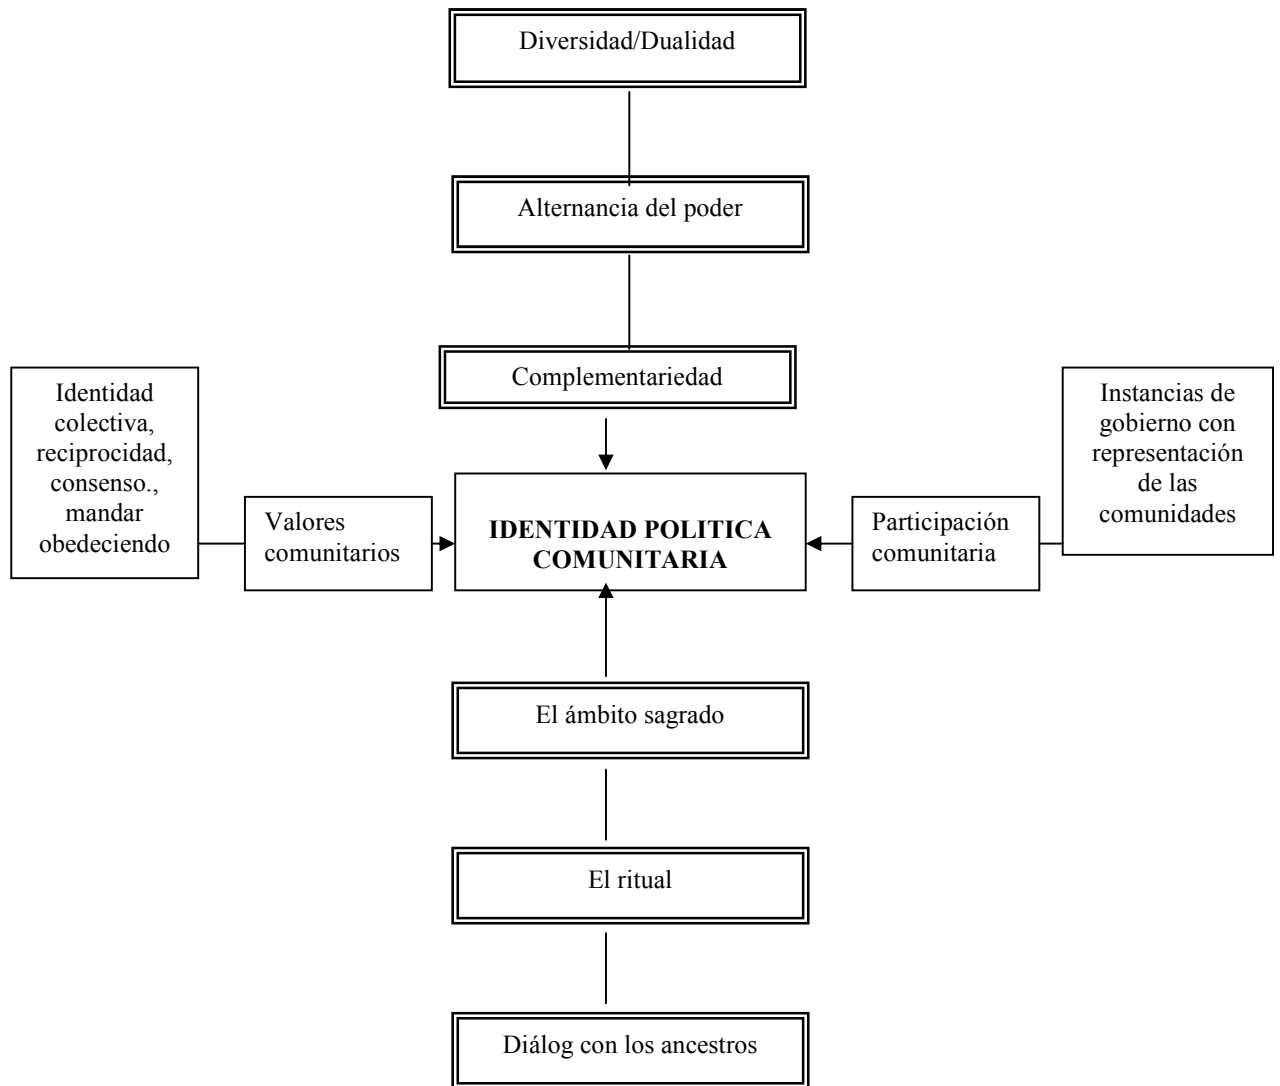 Diversidad/Dualidad
Alternancia del poder
Complementariedad
Identidad
colectiva,
reciprocidad,
consenso.,
mandar
obedeciendo
Valores
comunitarios
IDENTIDAD POLITICA
COMUNITARIA
Participación
comunitaria
Instancias de
gobierno con
representación
de las
comunidades
El ámbito sagrado
El ritual
Diálog con los ancestros